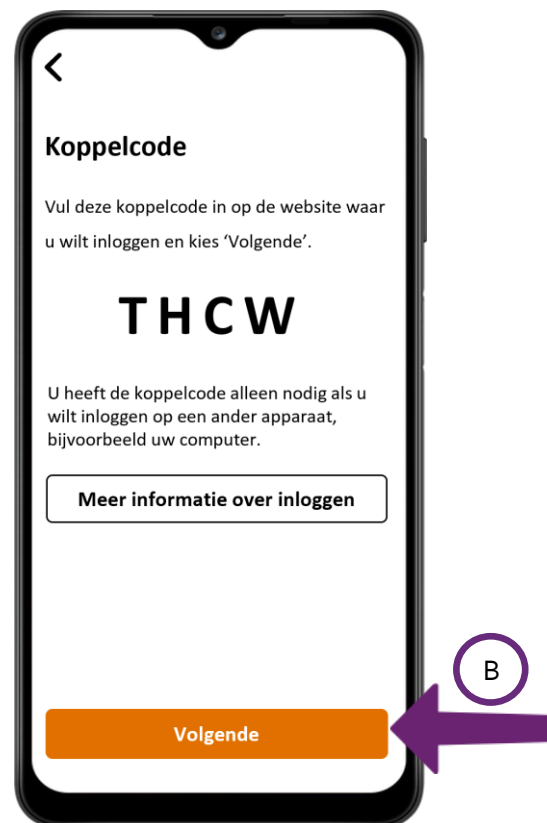 Koppelcode
Vul deze koppelcode in op de website waar
u wilt inloggen en kies ‘Volgende’.
THCW
U heeft de koppelcode alleen nodig als u
wilt inloggen op een ander apparaat,
bijvoorbeeld uw computer.
Meer informatie over inloggen
B
Volgende